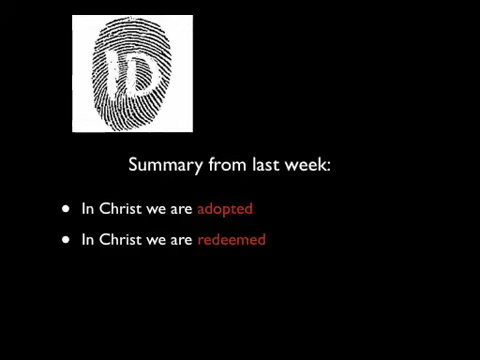 ID
Summary from last week:
• In Christ we are adopted
• In Christ we are redeemed